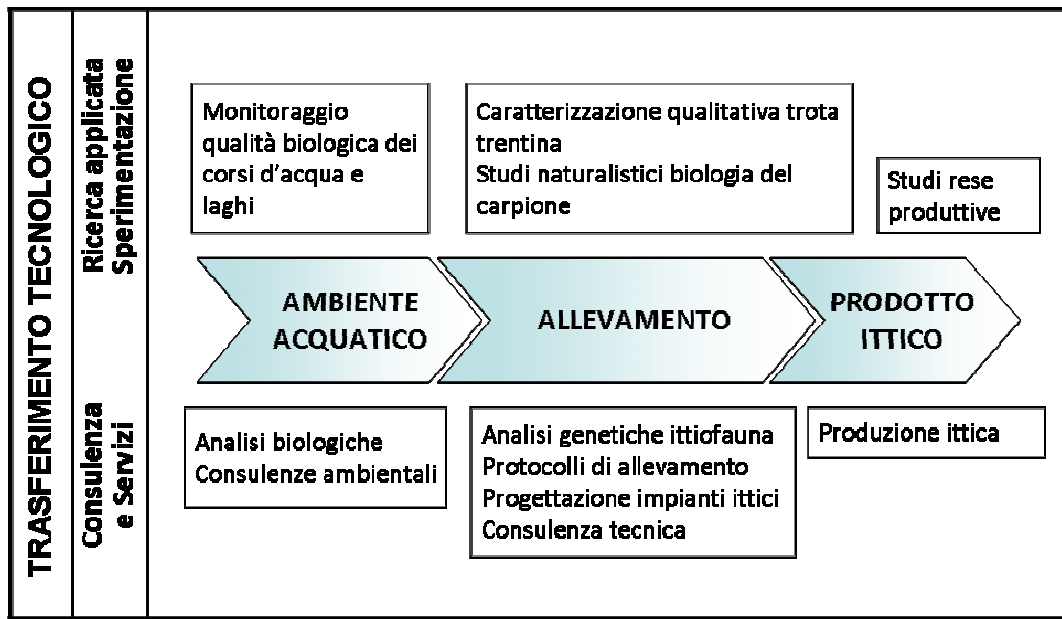 TRASFERIMENTO TECNOLOGICO
Ricerca applicata
Sperimentazione
Monitoraggio
qualità biologica dei
corsi d'acqua e
laghi
Caratterizzazione qualitativa trota
trentina
Studi naturalistici biologia del
carpione
Studi rese
produttive
AMBIENTE
ACQUATICO
ALLEVAMENTO
PRODOTTO
ITTICO
Consulenza
e Servizi
Analisi biologiche
Consulenze ambientali
Analisi genetiche ittiofauna
Protocolli di allevamento
Progettazione impianti ittici
Consulenza tecnica
Produzione ittica